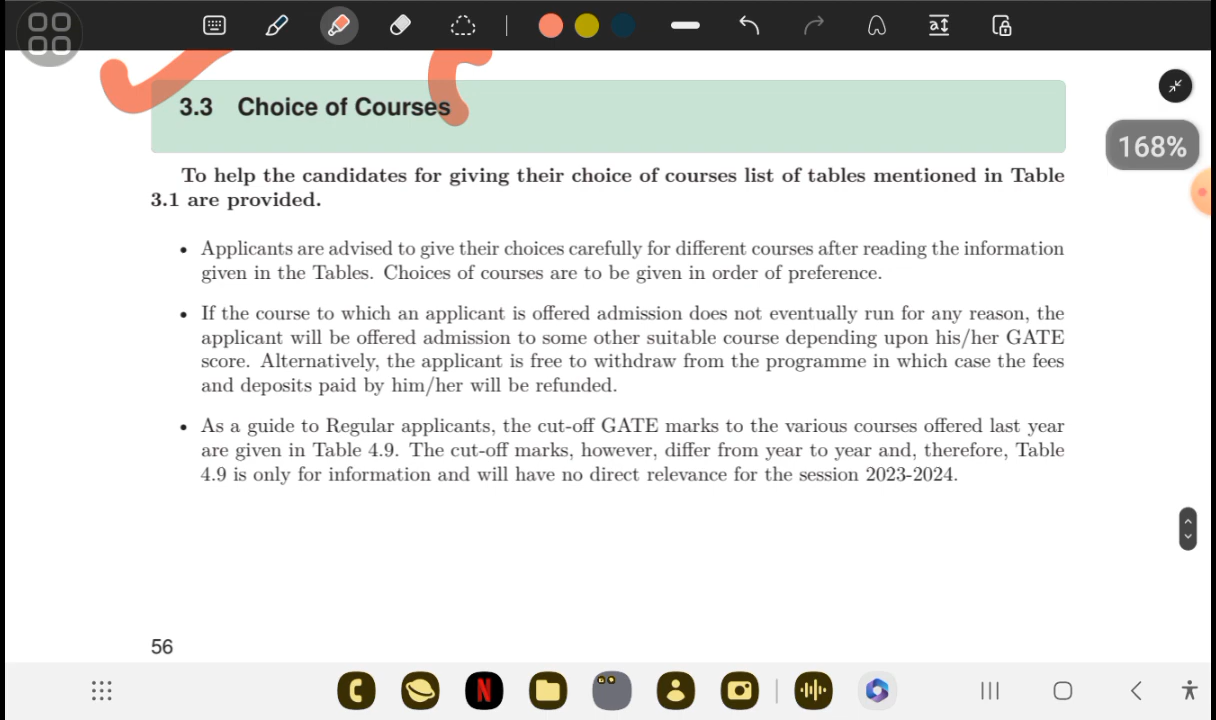 3.3 Choice of Courses
168%
To help the candidates for giving their choice of courses list of tables mentioned in Table
3.1 are provided.
• Applicants are advised to give their choices carefully for different courses after reading the information
given in the Tables. Choices of courses are to be given in order of preference.
• If the course to which an applicant is offered admission does not eventually run for any reason, the
applicant will be offered admission to some other suitable course depending upon his/her GATE
score. Alternatively, the applicant is free to withdraw from the programme in which case the fees
and deposits paid by him/her will be refunded.
• As a guide to Regular applicants, the cut-off GATE marks to the various courses offered last year
are given in Table 4.9. The cut-off marks, however, differ from year to year and, therefore, Table
4.9 is only for information and will have no direct relevance for the session 2023-2024.
56